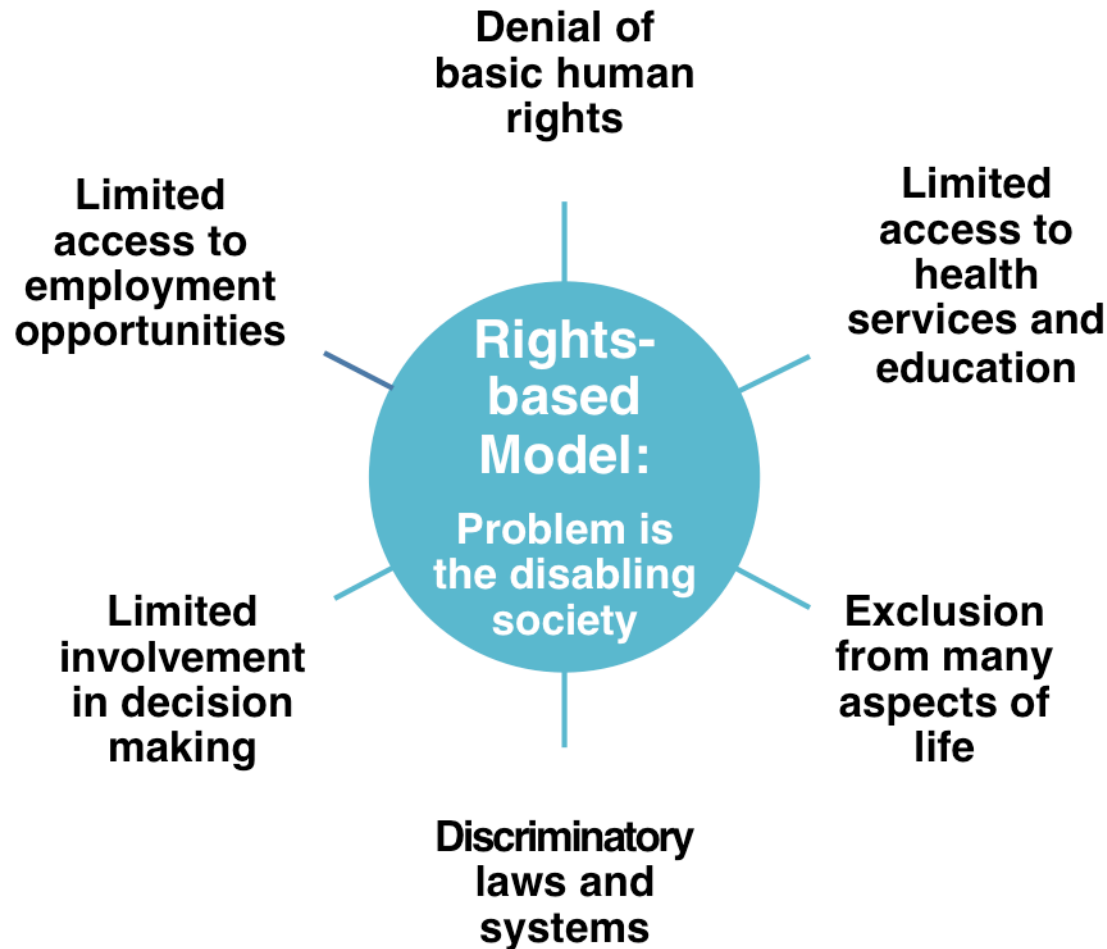 Denial of
basic human
rights
Limited
access to
health
services and
education
Exclusion
from many
aspects of
life
Discriminatory
laws and
systems
Limited
involvement
in decision
making
Limited
access to
employment
opportunities
Rights-
based
Model:
Problem is
the disabling
society